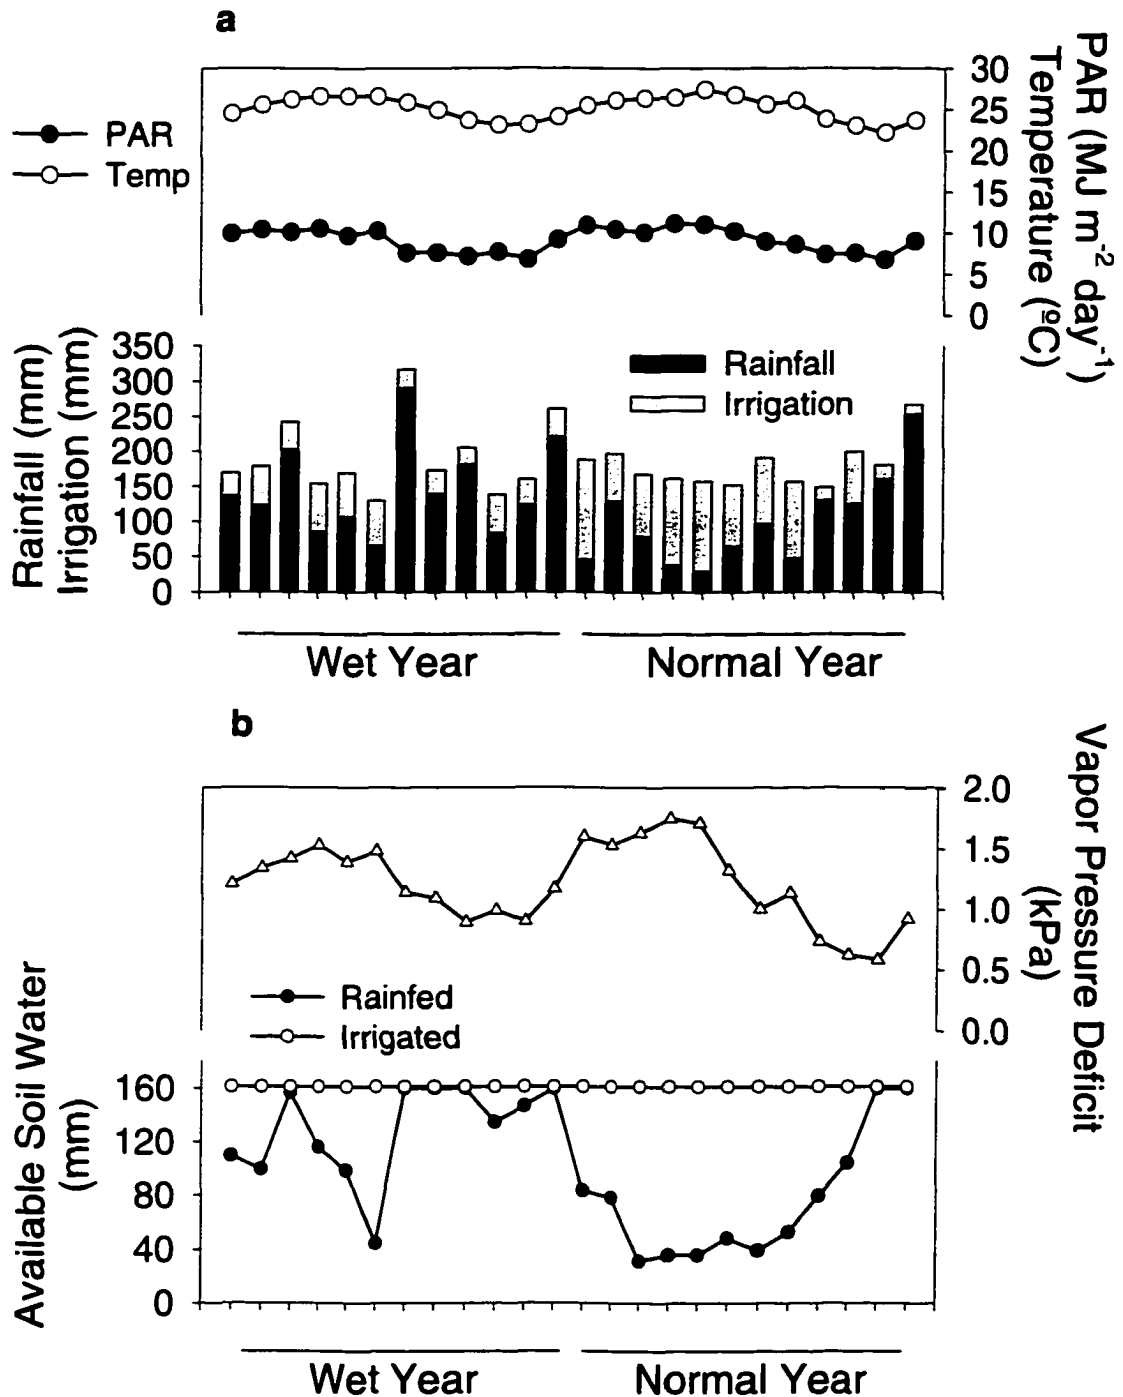 a
PAR
Temp
30
25
20
15
10
5
0
PAR (MJ m⁻² day⁻¹)
Temperature (ºC)
Rainfall (mm)
Irrigation (mm)
350
300
250
200
150
100
50
0
Rainfall
Irrigation
Wet Year
Normal Year
b
2.0
1.5
1.0
0.5
0.0
Vapor Pressure Deficit
(kPa)
Rainfed
Irrigated
Available Soil Water
(mm)
160
120
80
40
0
Wet Year
Normal Year